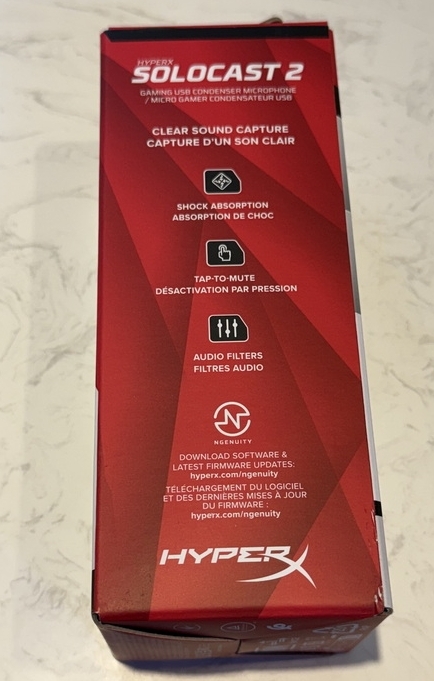 HYPERX
SOLOCAST 2
GAMING USB CONDENSER MICROPHONE
/ MICRO GAMER CONDENSATEUR USB
CLEAR SOUND CAPTURE
CAPTURE D'UN SON CLAIR
SHOCK ABSORPTION
ABSORPTION DE CHOC
TAP-TO-MUTE
DÉSACTIVATION PAR PRESSION
AUDIO FILTERS
FILTRES AUDIO
NGENUITY
DOWNLOAD SOFTWARE &
LATEST FIRMWARE UPDATES:
hyperx.com/ngenuity
TÉLÉCHARGEMENT DU LOGICIEL
ET DES DERNIÈRES MISES À JOUR
DU FIRMWARE :
hyperx.com/ngenuity
HYPERX